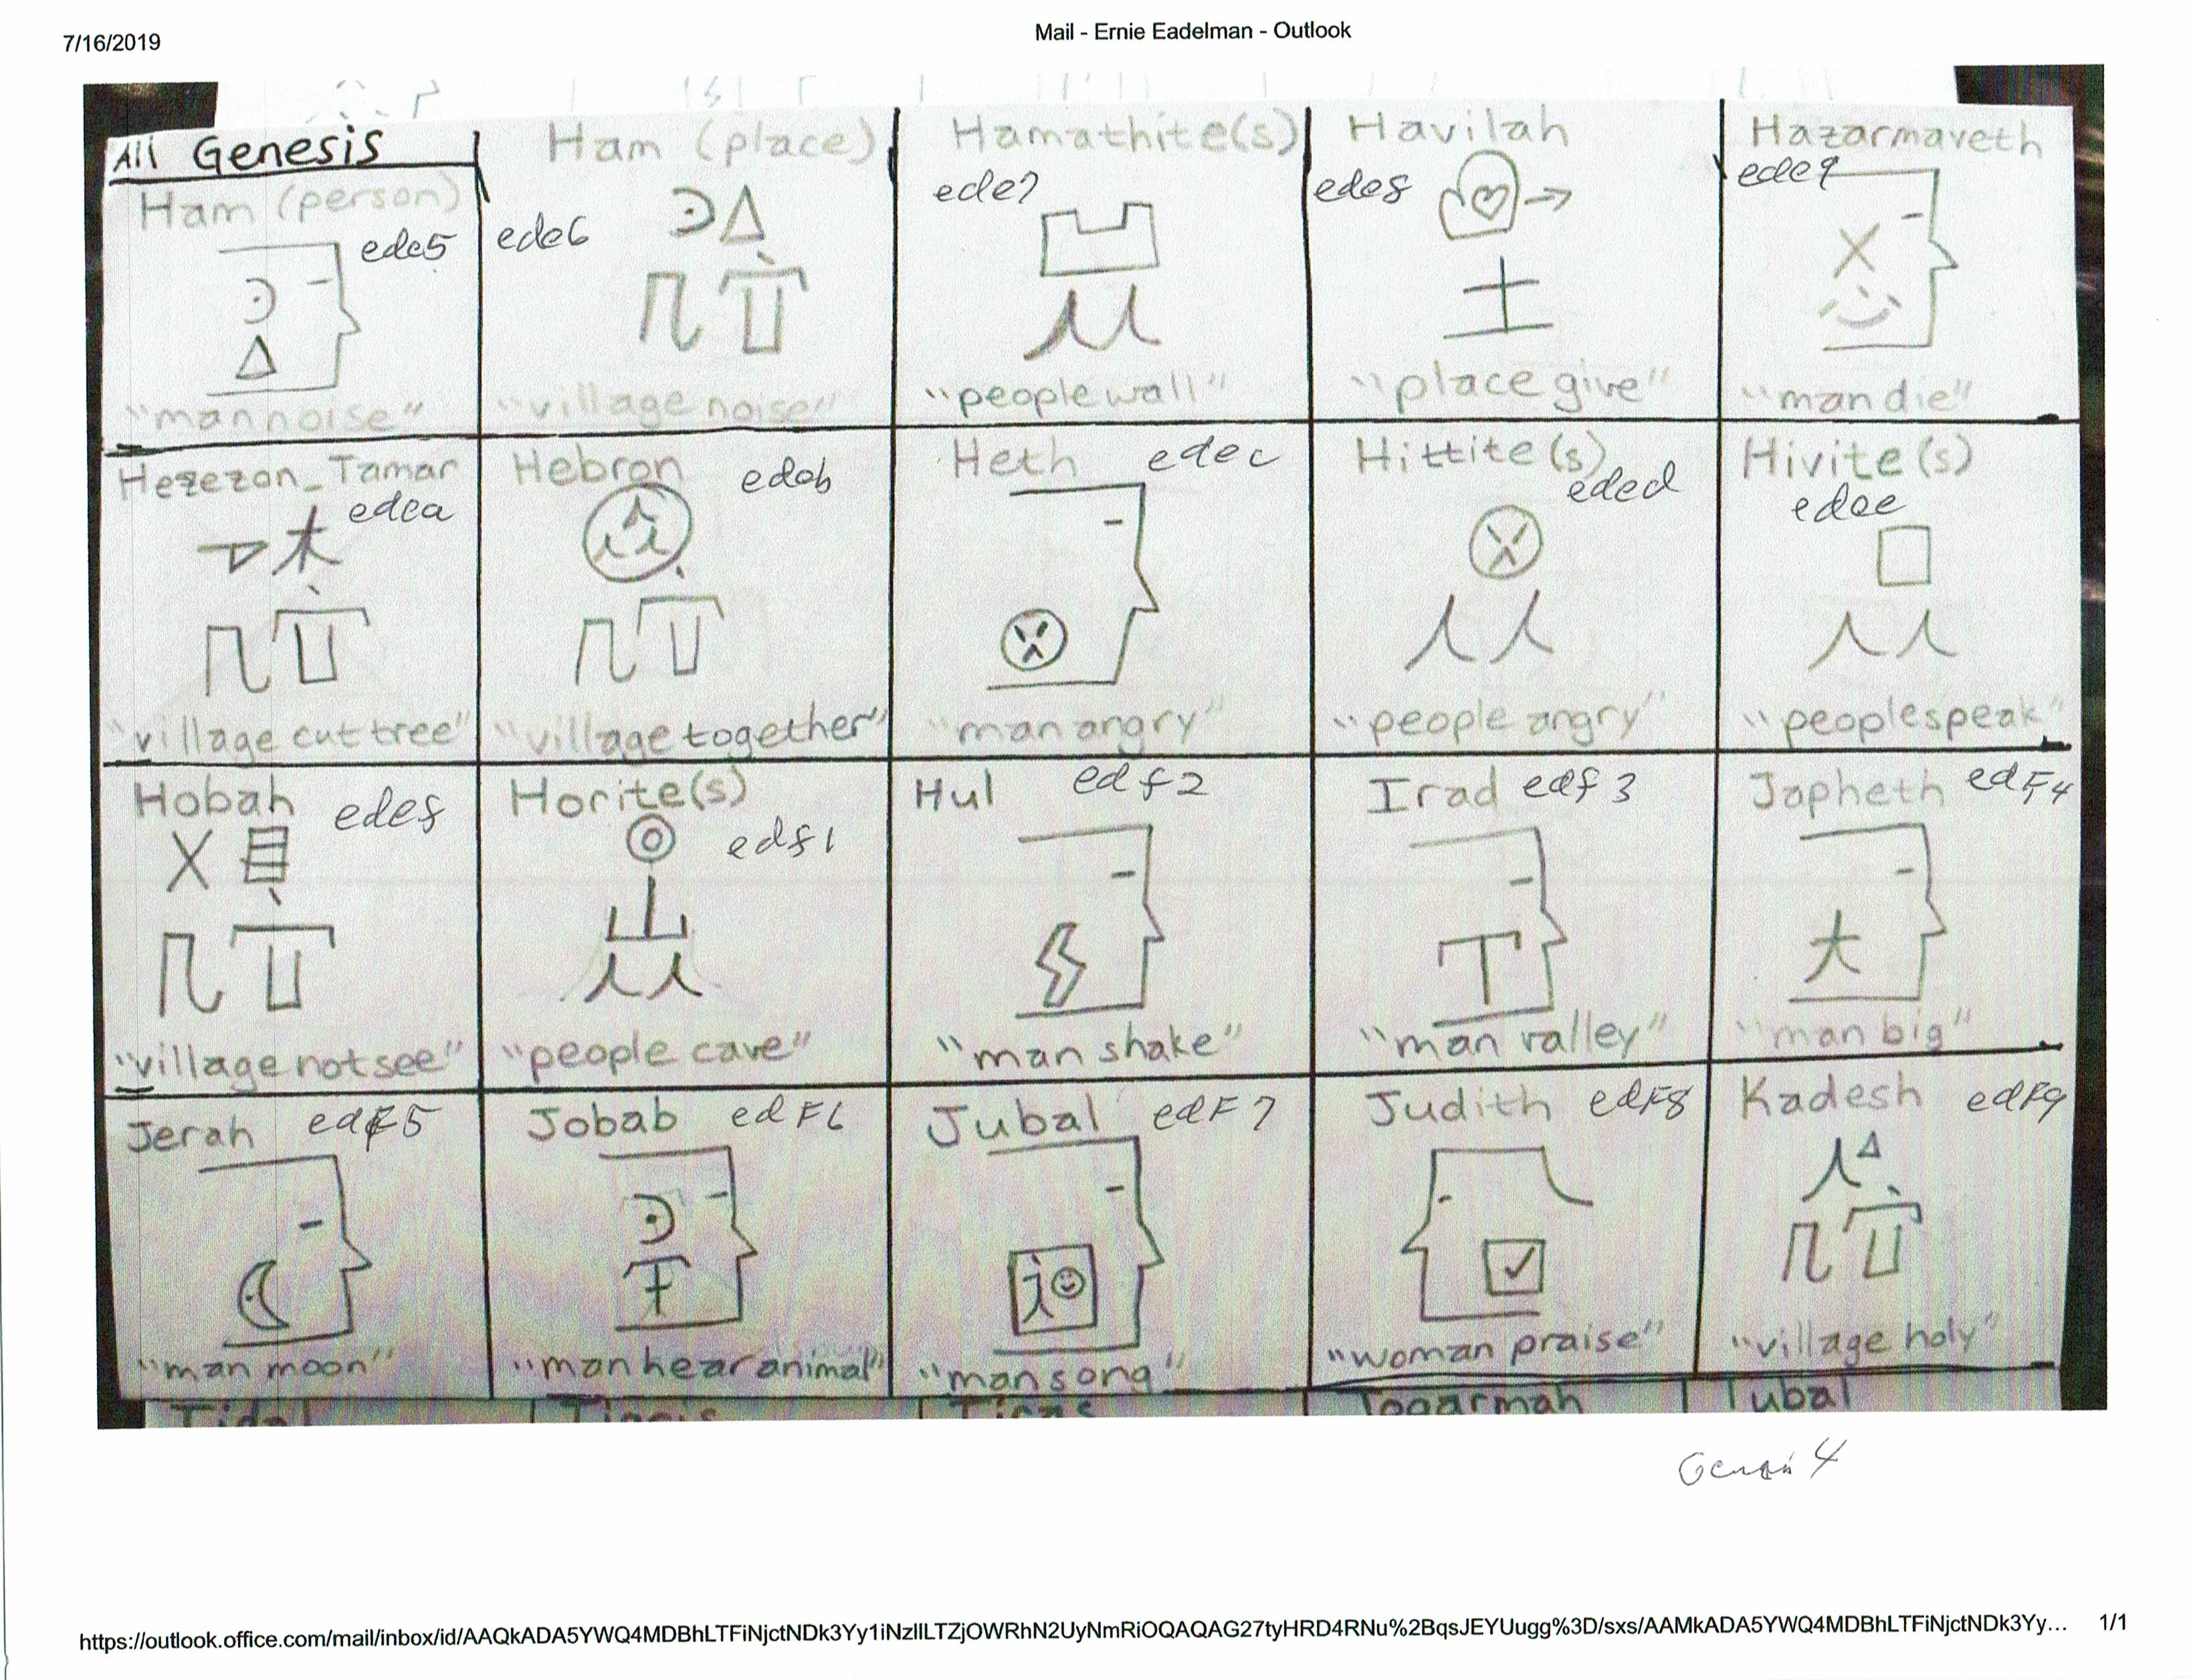 7/16/2019
Mail - Ernie Eadelman - Outlook
All Genesis
Ham (person)
ede5
"man noise"
Ham (place)
ede6
"village noise"
Hamathite(s)
ede7
"people wall"
Havilah
ede8
"place give"
Hazarmaveth
ede9
"man die"
Hezezon_Tamar
edea
"village cut tree"
Hebron
edeb
"village together"
Heth
edec
"man angry"
Hittite(s)
eded
"people angry"
Hivite(s)
edee
"people speak"
Hobah
edef
"village not see"
Horite(s)
edf1
"people cave"
Hul
edf2
"man shake"
Irad
edf3
"man valley"
Japheth
edF4
"man big"
Jerah
edF5
"man moon"
Jobab
edF6
"man hear animal"
Jubal
edF7
"man song"
Judith
edF8
"woman praise"
Kadesh
edF9
"village holy"
Togarmah
Tubal
Genesis 4
https://outlook.office.com/mail/inbox/id/AAQkADA5YWQ4MDBhLTFiNjctNDk3Yy1iNzllLTZjOWRhN2UyNmRiOQAQAG27tyHRD4RNu%2BqsJEYUugg%3D/sxs/AAMkADA5YWQ4MDBhLTFiNjctNDk3Yy...
1/1